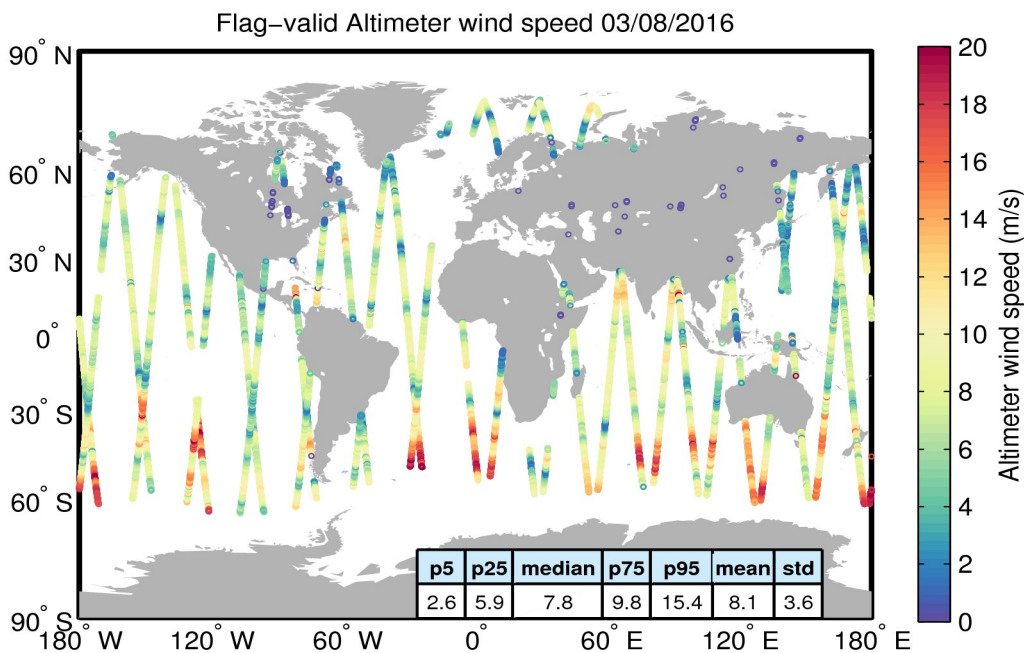 Flag−valid Altimeter wind speed 03/08/2016
90° N
60° N
30° N
0°
30° S
60° S
90° S
180° W
120° W
60° W
0°
60° E
120° E
180° E
p5 p25 median p75 p95 mean std
2.6 5.9 7.8 9.8 15.4 8.1 3.6
20
18
16
14
12
10
8
6
4
2
0
Altimeter wind speed (m/s)